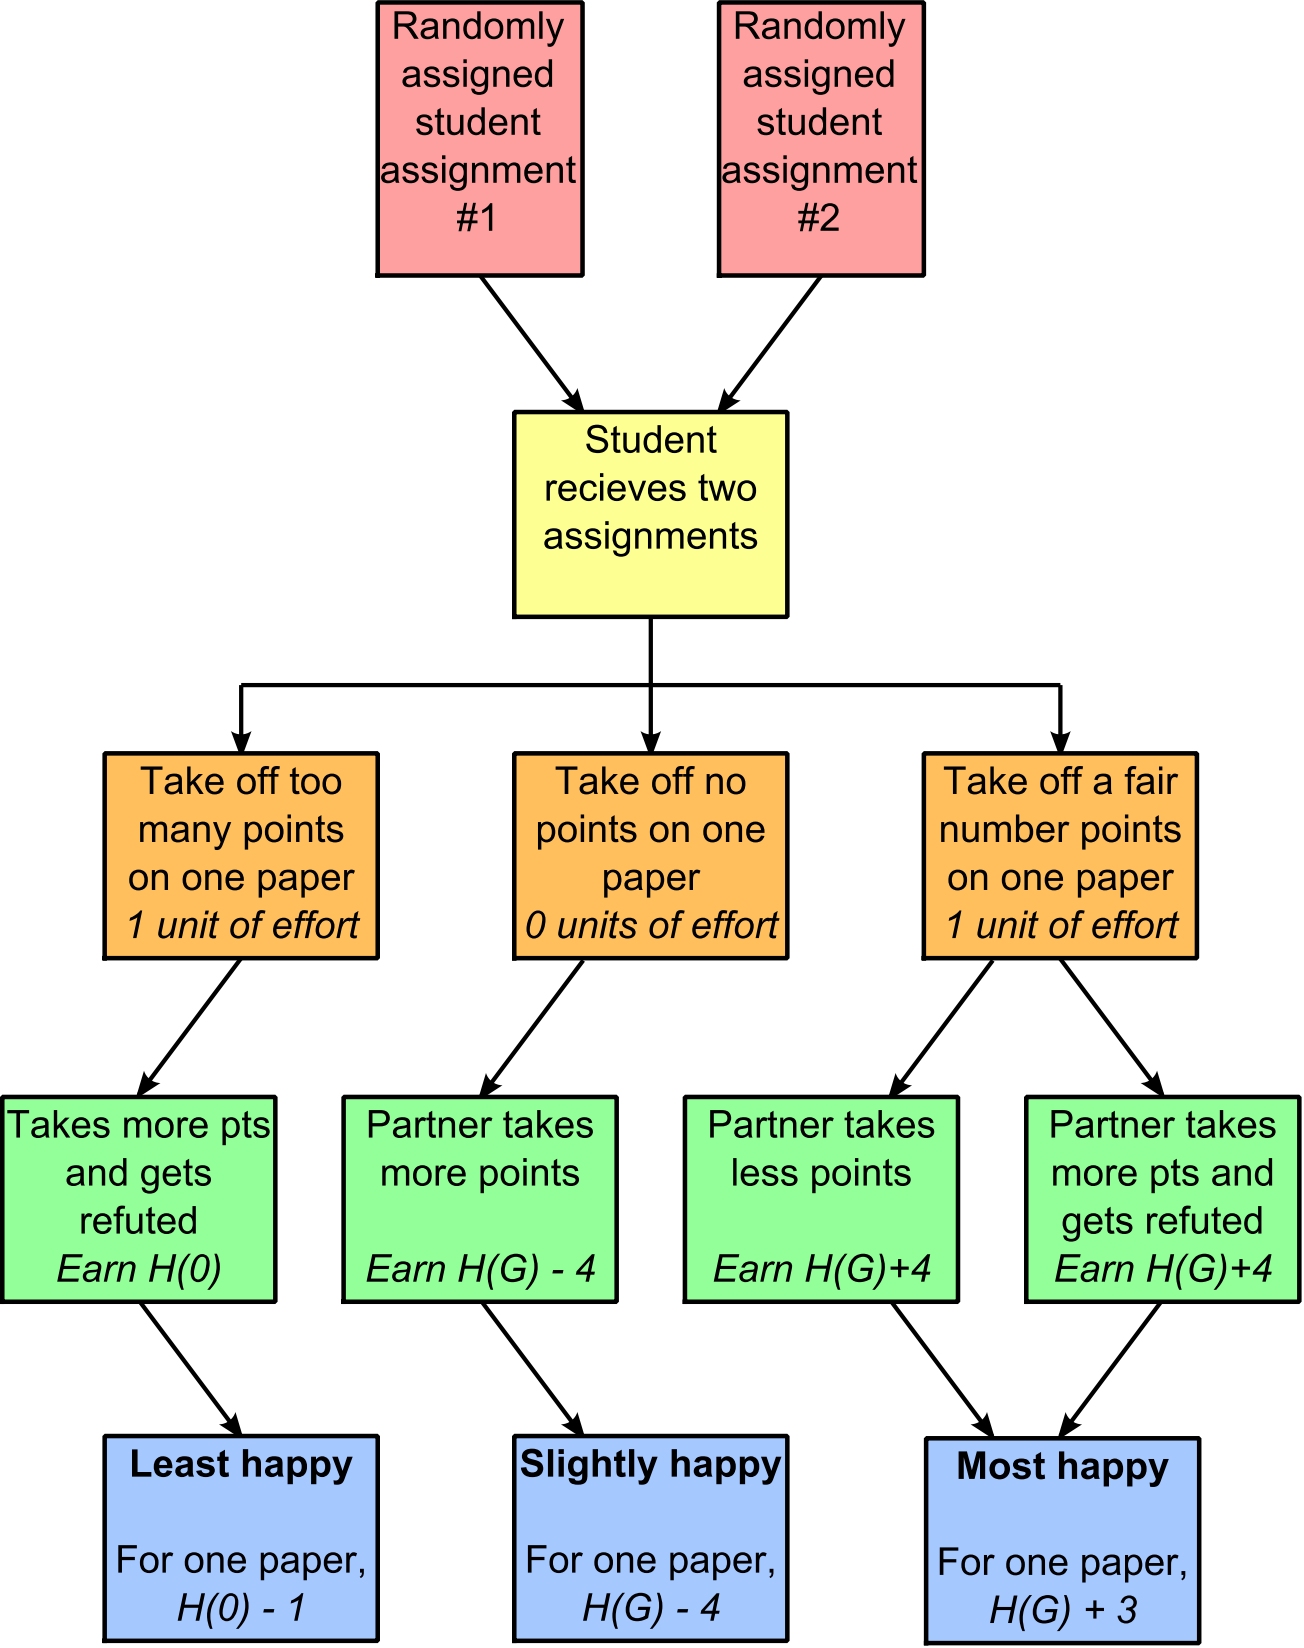 Randomly
assigned
student
assignment
#1
Randomly
assigned
student
assignment
#2
Student
recieves two
assignments
Take off too
many points
on one paper
1 unit of effort
Take off no
points on one
paper
0 units of effort
Take off a fair
number points
on one paper
1 unit of effort
Takes more pts
and gets
refuted
Earn H(0)
Partner takes
more points
Earn H(G) - 4
Partner takes
less points
Earn H(G)+4
Partner takes
more pts and
gets refuted
Earn H(G)+4
Least happy
For one paper,
H(0) - 1
Slightly happy
For one paper,
H(G) - 4
Most happy
For one paper,
H(G) + 3